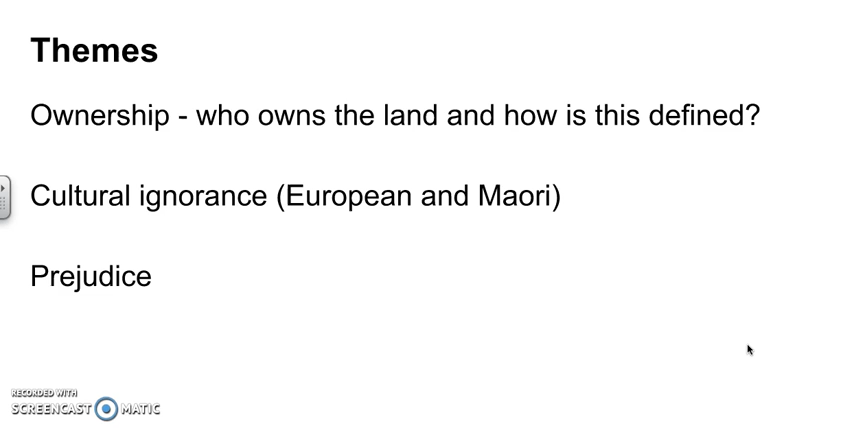 Themes
Ownership - who owns the land and how is this defined?
Cultural ignorance (European and Maori)
Prejudice
RECORDED WITH
SCREENCAST MATIC